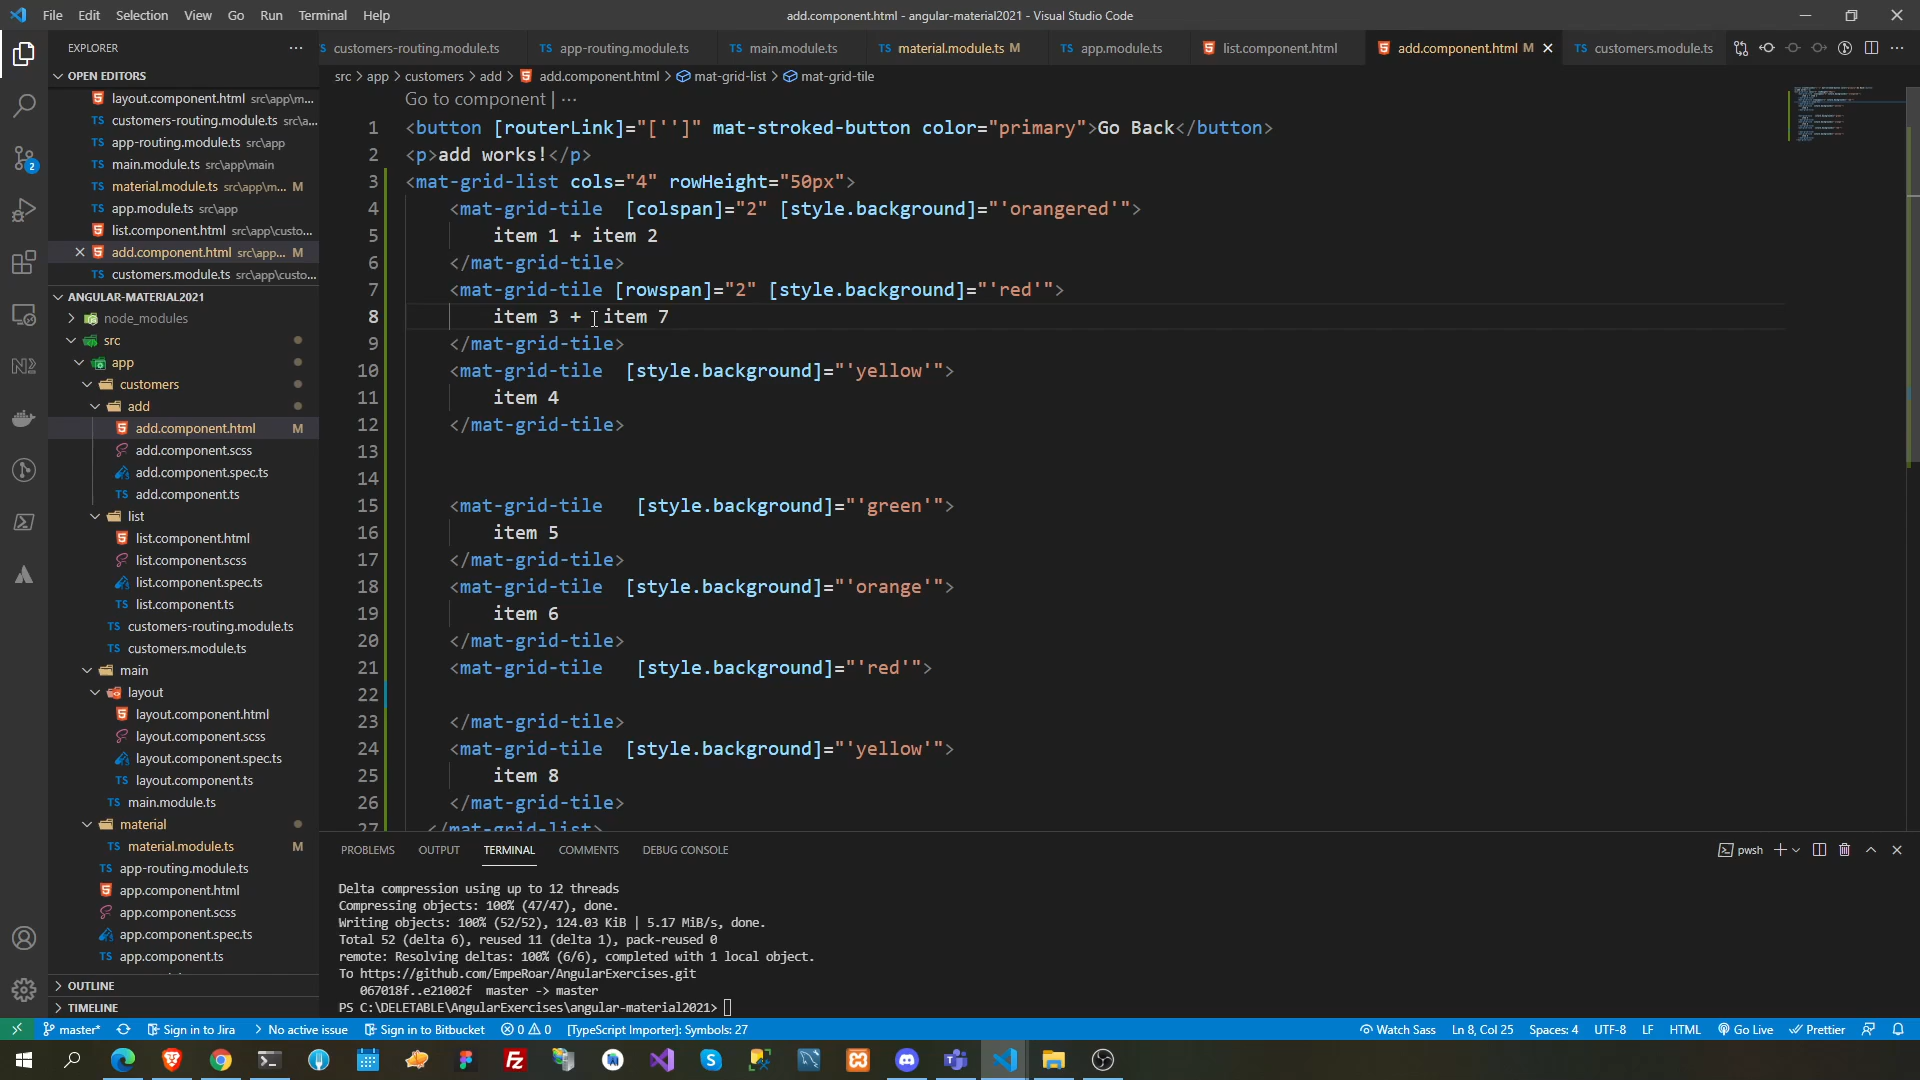 File Edit Selection View Go Run Terminal Help
add.component.html - angular-material2021 - Visual Studio Code
EXPLORER
customers-routing.module.ts
app-routing.module.ts
main.module.ts
material.module.ts M
app.module.ts
list.component.html
add.component.html M
customers.module.ts
OPEN EDITORS
layout.component.html src\app\m...
customers-routing.module.ts src\a...
app-routing.module.ts src\app
main.module.ts src\app\main
material.module.ts src\app\m... M
app.module.ts src\app
list.component.html src\app\custo...
add.component.html src\app... M
customers.module.ts src\app\custo...
ANGULAR-MATERIAL2021
node_modules
src
app
customers
add
add.component.html M
add.component.scss
add.component.spec.ts
add.component.ts
list
list.component.html
list.component.scss
list.component.spec.ts
list.component.ts
customers-routing.module.ts
customers.module.ts
main
layout
layout.component.html
layout.component.scss
layout.component.spec.ts
layout.component.ts
main.module.ts
material
material.module.ts M
app-routing.module.ts
app.component.html
app.component.scss
app.component.spec.ts
app.component.ts
OUTLINE
TIMELINE
src > app > customers > add > add.component.html > mat-grid-list > mat-grid-tile
Go to component | ...
1 <button [routerLink]="['']" mat-stroked-button color="primary">Go Back</button>
2 <p>add works!</p>
3 <mat-grid-list cols="4" rowHeight="50px">
4 <mat-grid-tile [colspan]="2" [style.background]="'orangered'">
5 item 1 + item 2
6 </mat-grid-tile>
7 <mat-grid-tile [rowspan]="2" [style.background]="'red'">
8 item 3 + item 7
9 </mat-grid-tile>
10 <mat-grid-tile [style.background]="'yellow'">
11 item 4
12 </mat-grid-tile>
13
14
15 <mat-grid-tile [style.background]="'green'">
16 item 5
17 </mat-grid-tile>
18 <mat-grid-tile [style.background]="'orange'">
19 item 6
20 </mat-grid-tile>
21 <mat-grid-tile [style.background]="'red'">
22
23 </mat-grid-tile>
24 <mat-grid-tile [style.background]="'yellow'">
25 item 8
26 </mat-grid-tile>
27 </mat-grid-list>
PROBLEMS OUTPUT TERMINAL COMMENTS DEBUG CONSOLE
pwsh
Delta compression using up to 12 threads
Compressing objects: 100% (47/47), done.
Writing objects: 100% (52/52), 124.03 KiB | 5.17 MiB/s, done.
Total 52 (delta 6), reused 11 (delta 1), pack-reused 0
remote: Resolving deltas: 100% (6/6), completed with 1 local object.
To https://github.com/EmpeRoar/AngularExercises.git
067018f..e21002f master -> master
PS C:\DELETABLE\AngularExercises\angular-material2021>
master* Sign in to Jira No active issue Sign in to Bitbucket 0 0 [TypeScript Importer]: Symbols: 27 Watch Sass Ln 8, Col 25 Spaces: 4 UTF-8 LF HTML Go Live Prettier